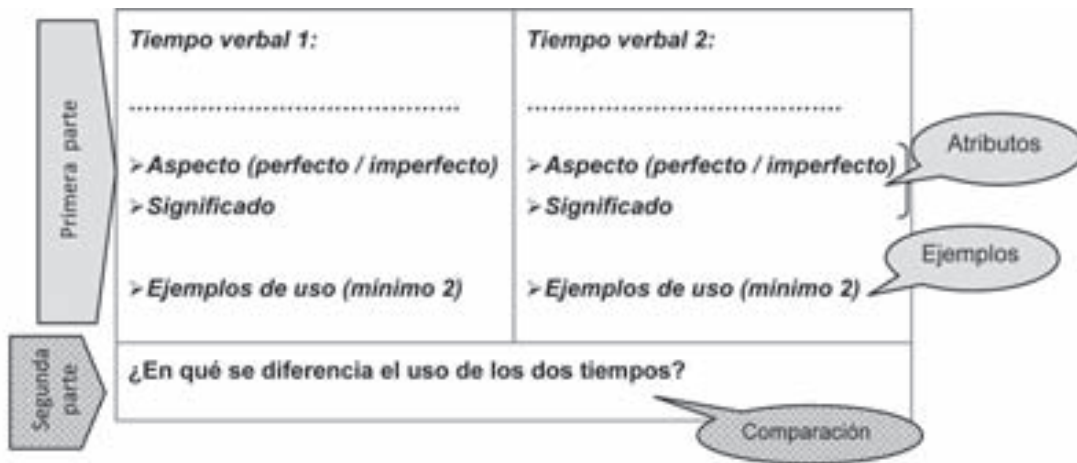 Primera parte
Tiempo verbal 1:
........................................
➢Aspecto (perfecto / imperfecto)
➢Significado
➢Ejemplos de uso (mínimo 2)
Tiempo verbal 2:
......................................
➢Aspecto (perfecto / imperfecto)
➢Significado
➢Ejemplos de uso (mínimo 2)
Atributos
Ejemplos
Segunda
parte
¿En qué se diferencia el uso de los dos tiempos?
Comparación